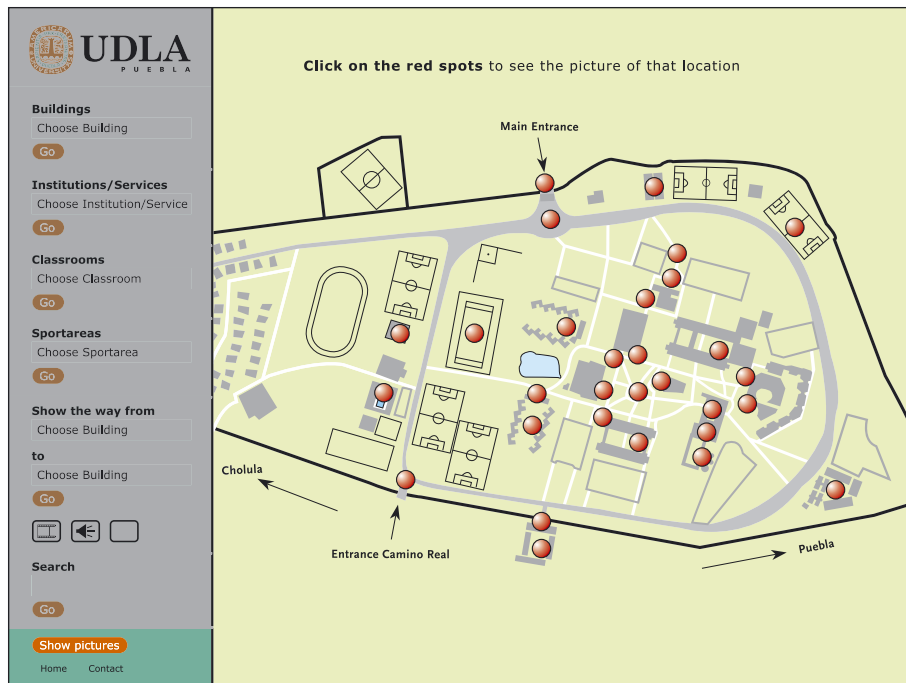 UDLA
PUEBLA
Buildings
Choose Building
Go
Institutions/Services
Choose Institution/Service
Go
Classrooms
Choose Classroom
Go
Sportareas
Choose Sportarea
Go
Show the way from
Choose Building
to
Choose Building
Go
Search
Go
Show pictures
Home Contact
Click on the red spots to see the picture of that location
Main Entrance
Cholula
Entrance Camino Real
Puebla